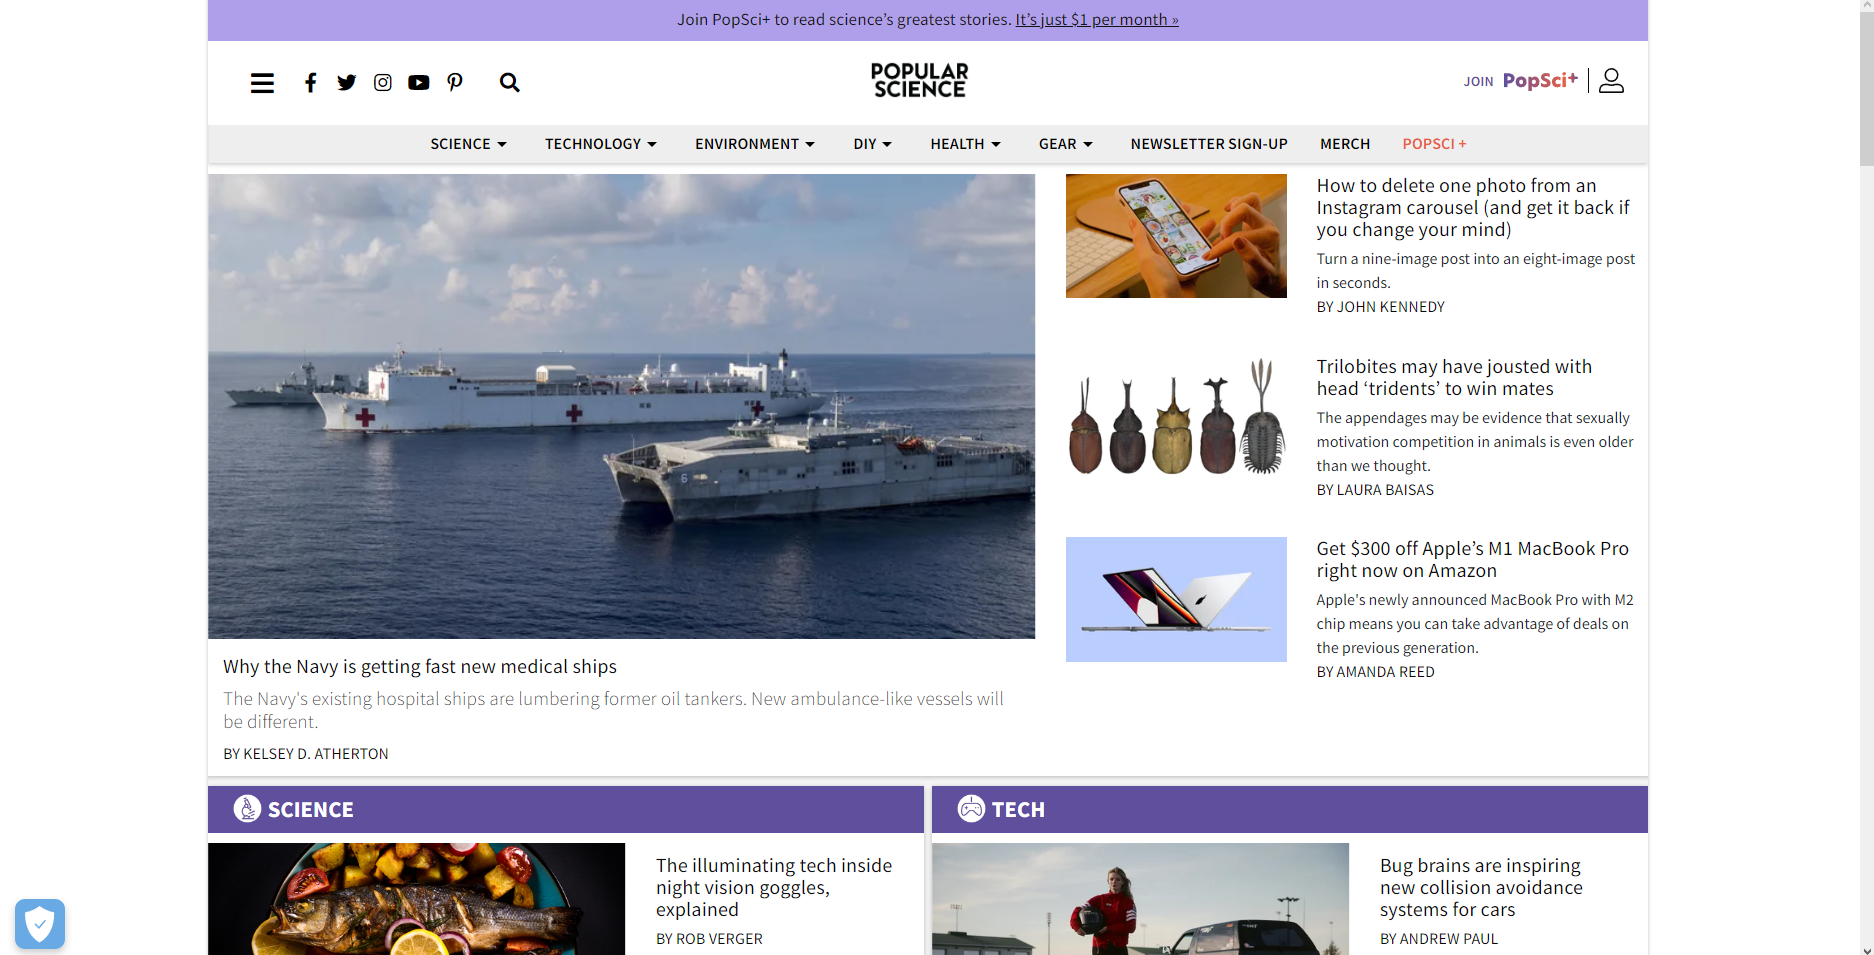 Join PopSci+ to read science's greatest stories. It's just $1 per month »
POPULAR
SCIENCE
JOIN PopSci+
SCIENCE TECHNOLOGY ENVIRONMENT DIY HEALTH GEAR NEWSLETTER SIGN-UP MERCH POPSCI +
6
Why the Navy is getting fast new medical ships
The Navy's existing hospital ships are lumbering former oil tankers. New ambulance-like vessels will
be different.
BY KELSEY D. ATHERTON
How to delete one photo from an
Instagram carousel (and get it back if
you change your mind)
Turn a nine-image post into an eight-image post
in seconds.
BY JOHN KENNEDY
Trilobites may have jousted with
head ‘tridents’ to win mates
The appendages may be evidence that sexually
motivation competition in animals is even older
than we thought.
BY LAURA BAISAS
Get $300 off Apple’s M1 MacBook Pro
right now on Amazon
Apple's newly announced MacBook Pro with M2
chip means you can take advantage of deals on
the previous generation.
BY AMANDA REED
SCIENCE
The illuminating tech inside
night vision goggles,
explained
BY ROB VERGER
TECH
Bug brains are inspiring
new collision avoidance
systems for cars
BY ANDREW PAUL